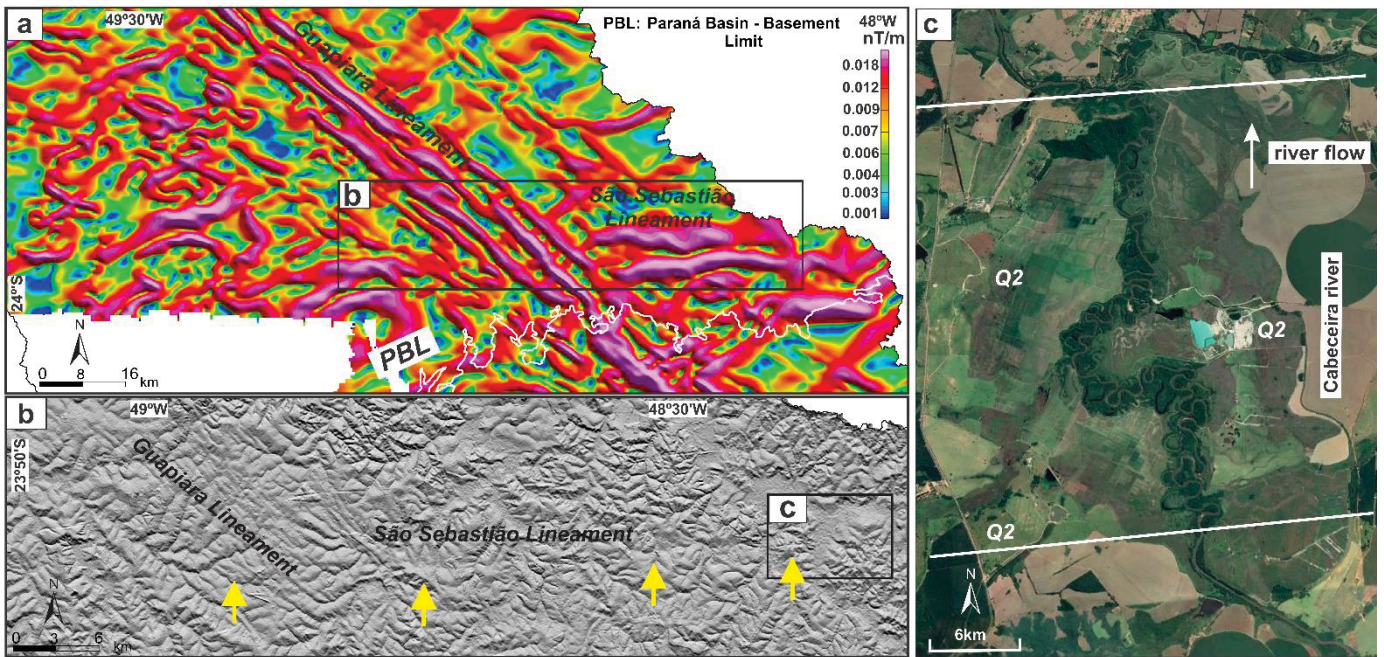 a
49°30'
Guapiara Lineament
PBL: Paraná Basin - Basement
Limit
48°W
nT/m
0.018
0.015
0.012
0.009
0.007
0.006
0.004
0.003
0.001
b
São Sebastião
Lineament
24°S
N
0 8 16
km
PBL
b
49°W
48°30'W
23°50'S
Guapiara
Lineament
São Sebastião Lineament
c
N
0 3 6
km
c
river flow
Q2
Q2
Cabeceira river
Q2
N
6km